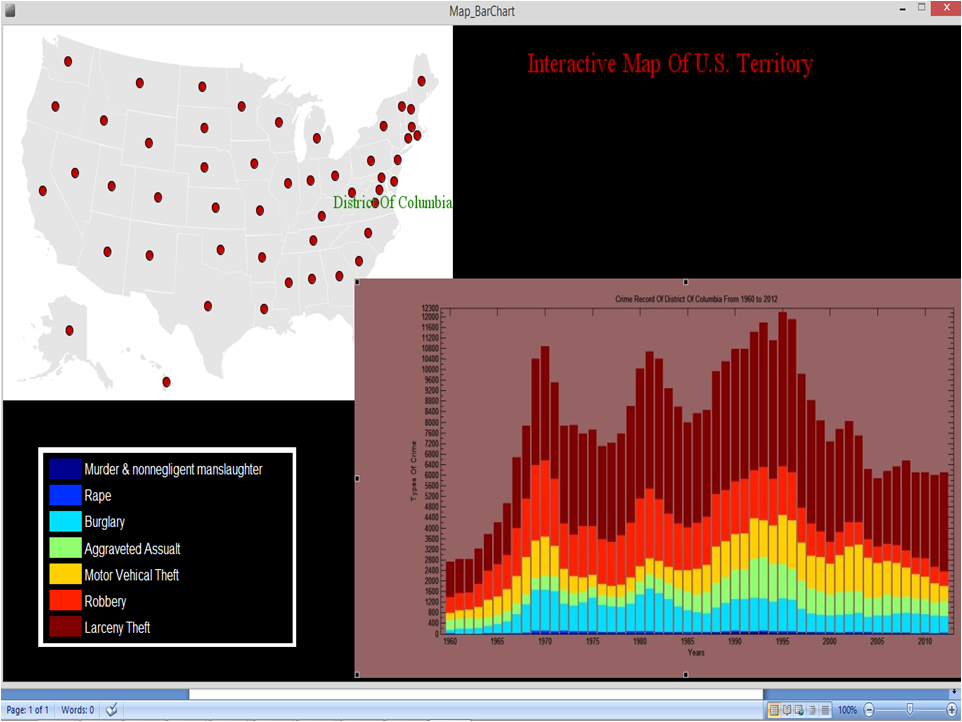 Map_BarChart
Interactive Map Of U.S. Territory
District Of Columbia
Crime Record Of District Of Columbia From 1960 to 2012
12300
11600
11200
10800
10400
10000
9600
9200
8800
8400
8000
7600
7200
6800
6400
6000
5600
5200
4800
4400
4000
3600
3200
2800
2400
2000
1600
1200
800
400
0
Types Of Crime
1960 1965 1970 1975 1980 1985 1990 1995 2000 2005 2010
Years
Murder & nonnegligent manslaughter
Rape
Burglary
Aggraveted Assualt
Motor Vehical Theft
Robbery
Larceny Theft
Page: 1 of 1 Words: 0 100%